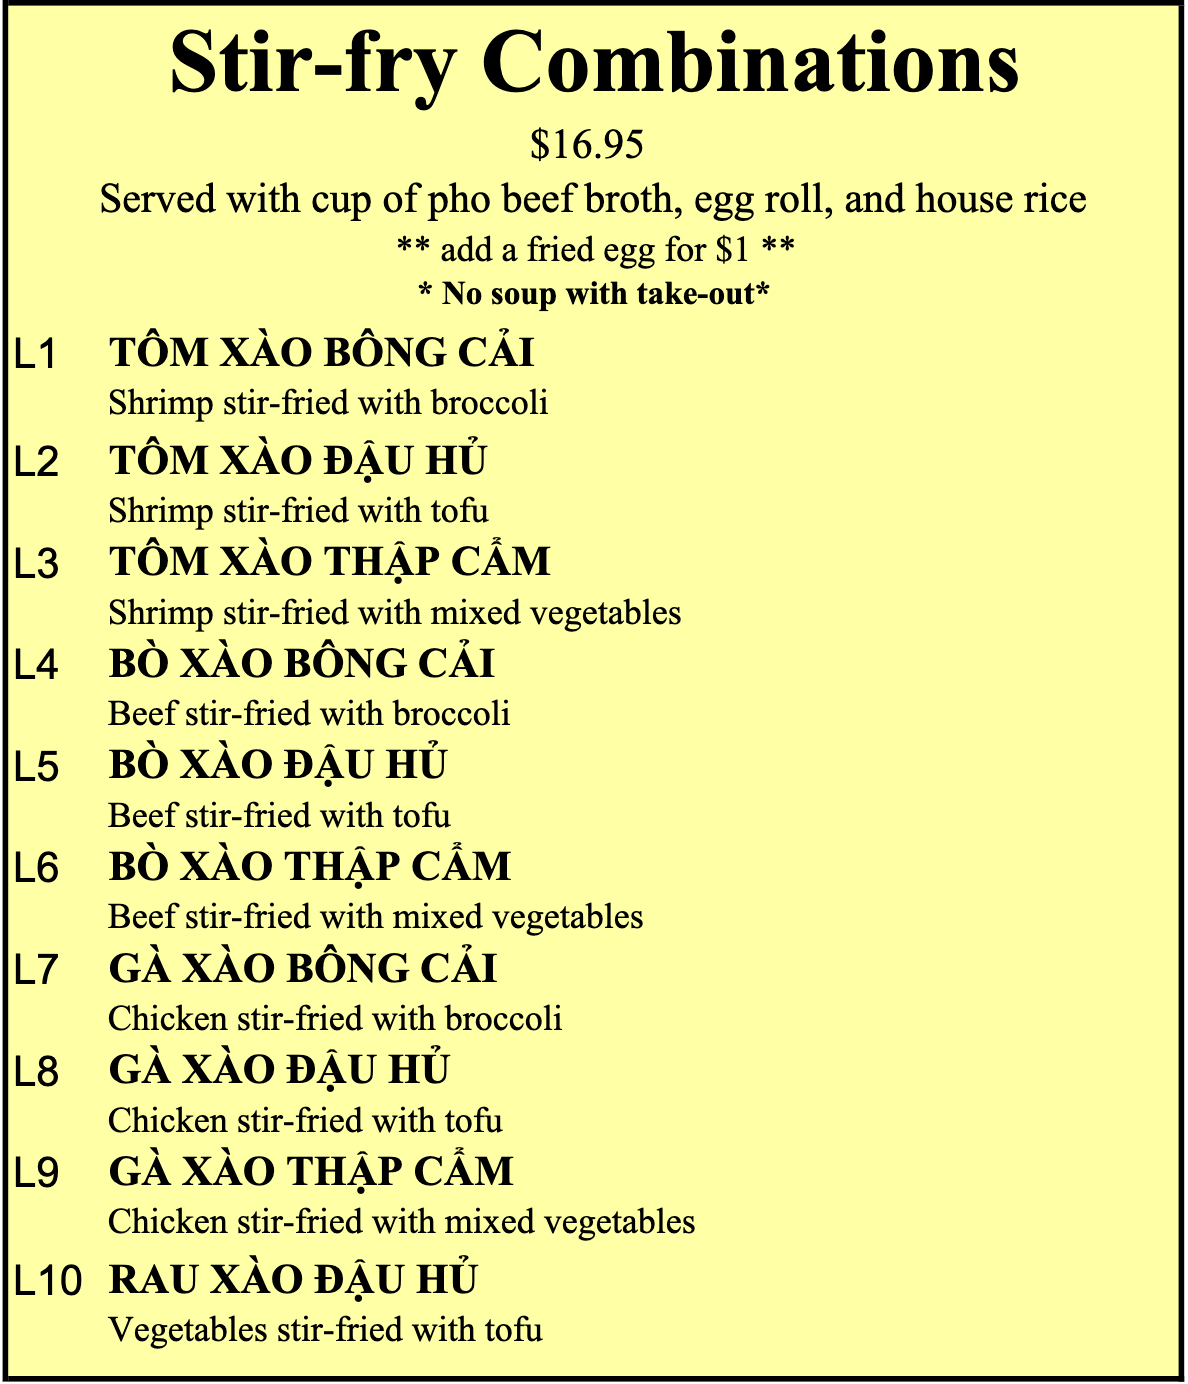 Stir-fry Combinations
$16.95
Served with cup of pho beef broth, egg roll, and house rice
** add a fried egg for $1 **
* No soup with take-out*
L1 TÔM XÀO BÔNG CẢI
Shrimp stir-fried with broccoli
L2 TÔM XÀO ĐẬU HỦ
Shrimp stir-fried with tofu
L3 TÔM XÀO THẬP CẨM
Shrimp stir-fried with mixed vegetables
L4 BÒ XÀO BÔNG CẢI
Beef stir-fried with broccoli
L5 BÒ XÀO ĐẬU HỦ
Beef stir-fried with tofu
L6 BÒ XÀO THẬP CẨM
Beef stir-fried with mixed vegetables
L7 GÀ XÀO BÔNG CẢI
Chicken stir-fried with broccoli
L8 GÀ XÀO ĐẬU HỦ
Chicken stir-fried with tofu
L9 GÀ XÀO THẬP CẨM
Chicken stir-fried with mixed vegetables
L10 RAU XÀO ĐẬU HỦ
Vegetables stir-fried with tofu